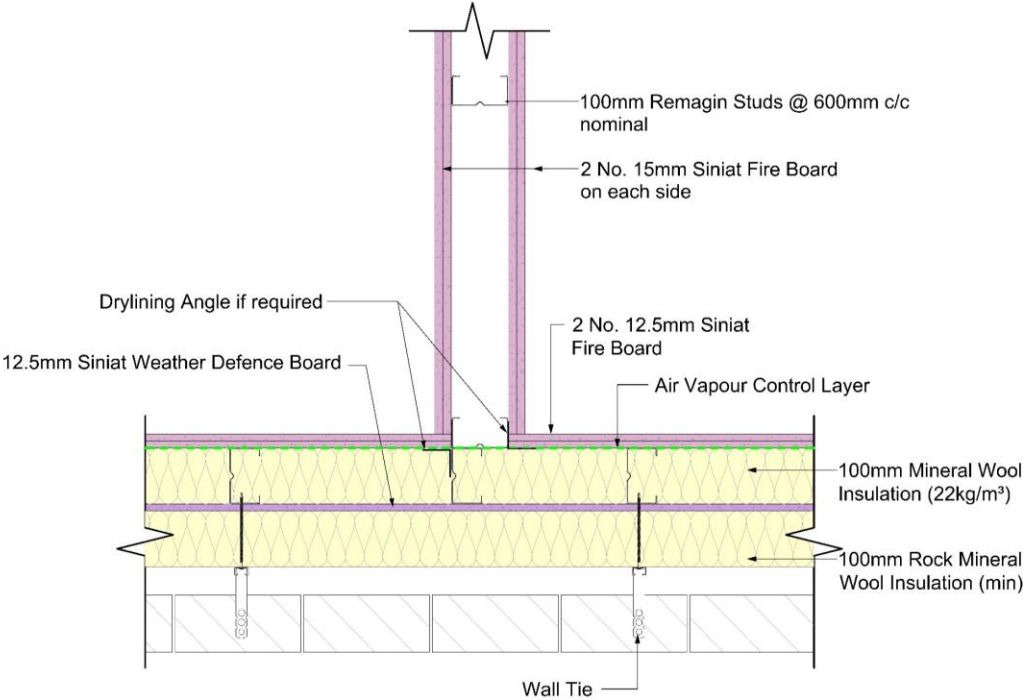 100mm Remagin Studs @ 600mm c/c
nominal
2 No. 15mm Siniat Fire Board
on each side
Drylining Angle if required
2 No. 12.5mm Siniat
Fire Board
12.5mm Siniat Weather Defence Board
Air Vapour Control Layer
100mm Mineral Wool
Insulation (22kg/m³)
100mm Rock Mineral
Wool Insulation (min)
Wall Tie